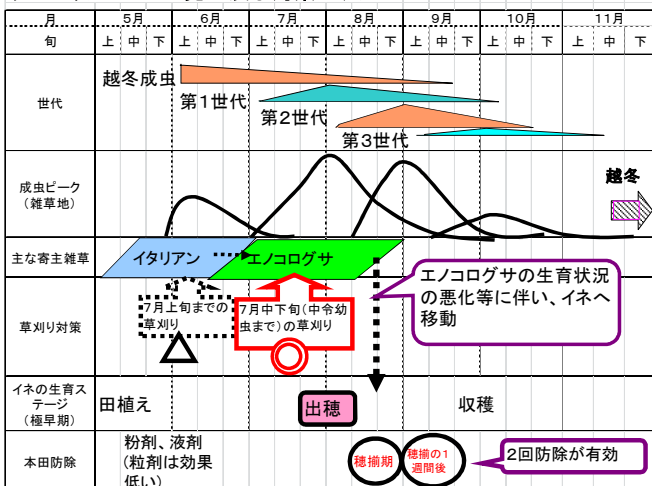 月 5月 6月 7月 8月 9月 10月 11月
旬 上 中 下 上 中 下 上 中 下 上 中 下 上 中 下 上 中 下 上 中 下
世代
越冬成虫
第1世代
第2世代
第3世代
成虫ピーク
（雑草地）
越冬
主な寄主雑草
イタリアン
エノコログサ
草刈り対策
7月上旬までの
草刈り
7月中下旬(中令幼
虫まで)の草刈り
エノコログサの生育状況
の悪化等に伴い、イネへ
移動
イネの生育ス
テージ
(極早期)
田植え
出穂
収穫
本田防除
粉剤、液剤
(粒剤は効果
低い)
穂揃期
穂揃の1
週間後
2回防除が有効